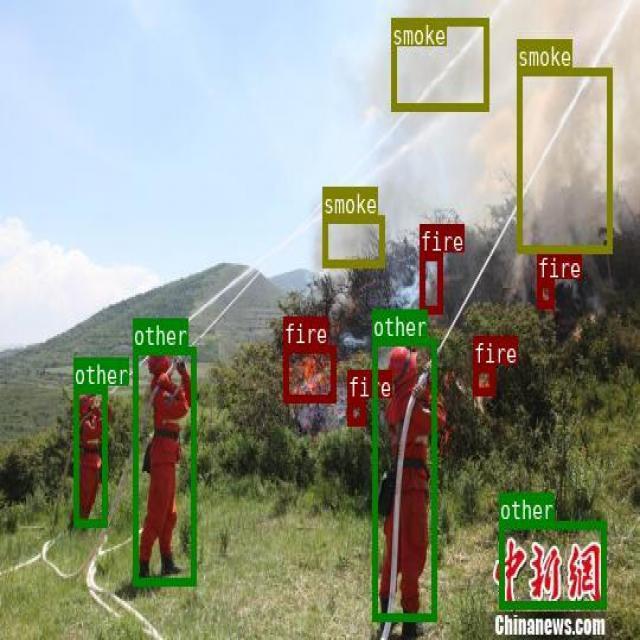 smoke
smoke
smoke
fire
fire
other
fire
other
fire
other
fire
other
中新網
Chinanews.com